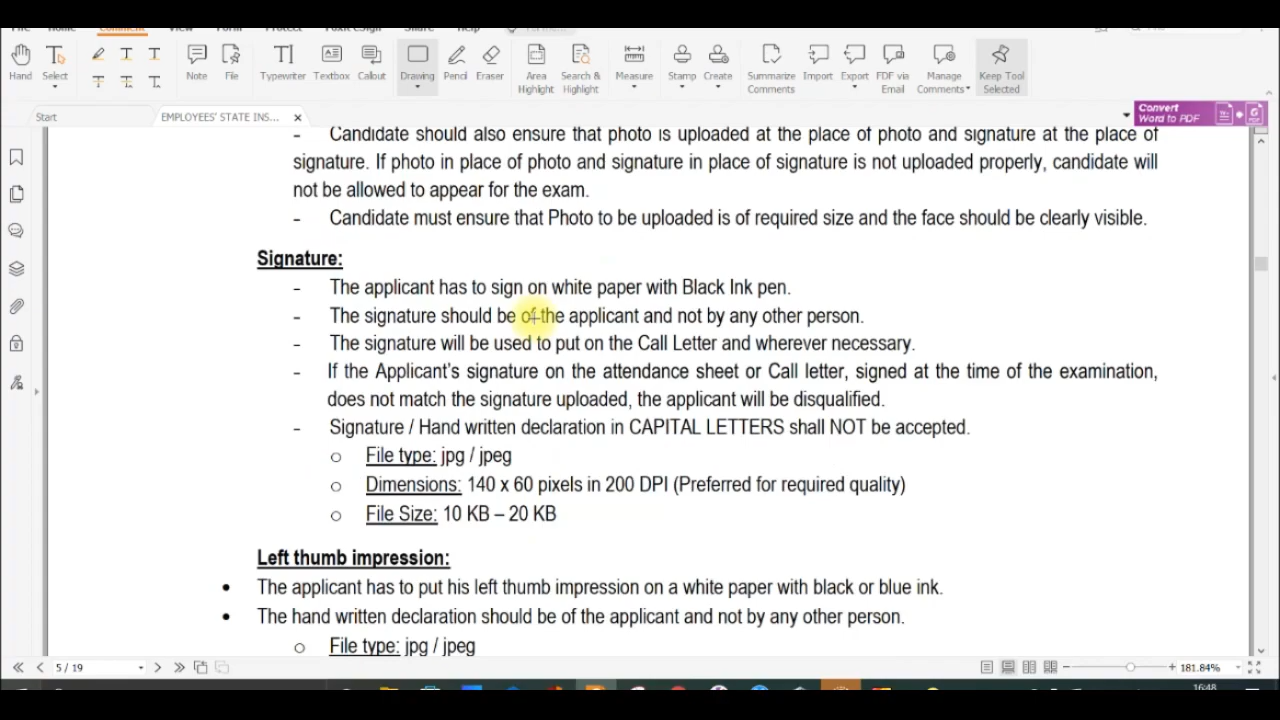 Home Comment View Form Protect Share Help
Hand Select Note File Typewriter Textbox Callout Drawing Pencil Eraser Area Highlight Search & Highlight Measure Stamp Create Summarize Comments Import Export FDF via Email Manage Comments Keep Tool Selected
Start EMPLOYEES' STATE INS... Convert Word to PDF
- Candidate should also ensure that photo is uploaded at the place of photo and signature at the place of
signature. If photo in place of photo and signature in place of signature is not uploaded properly, candidate will
not be allowed to appear for the exam.
- Candidate must ensure that Photo to be uploaded is of required size and the face should be clearly visible.
Signature:
- The applicant has to sign on white paper with Black Ink pen.
- The signature should be of the applicant and not by any other person.
- The signature will be used to put on the Call Letter and wherever necessary.
- If the Applicant's signature on the attendance sheet or Call letter, signed at the time of the examination,
does not match the signature uploaded, the applicant will be disqualified.
- Signature / Hand written declaration in CAPITAL LETTERS shall NOT be accepted.
o File type: jpg / jpeg
o Dimensions: 140 x 60 pixels in 200 DPI (Preferred for required quality)
o File Size: 10 KB – 20 KB
Left thumb impression:
• The applicant has to put his left thumb impression on a white paper with black or blue ink.
• The hand written declaration should be of the applicant and not by any other person.
o File type: jpg / jpeg
5 / 19 181.84%
16:48